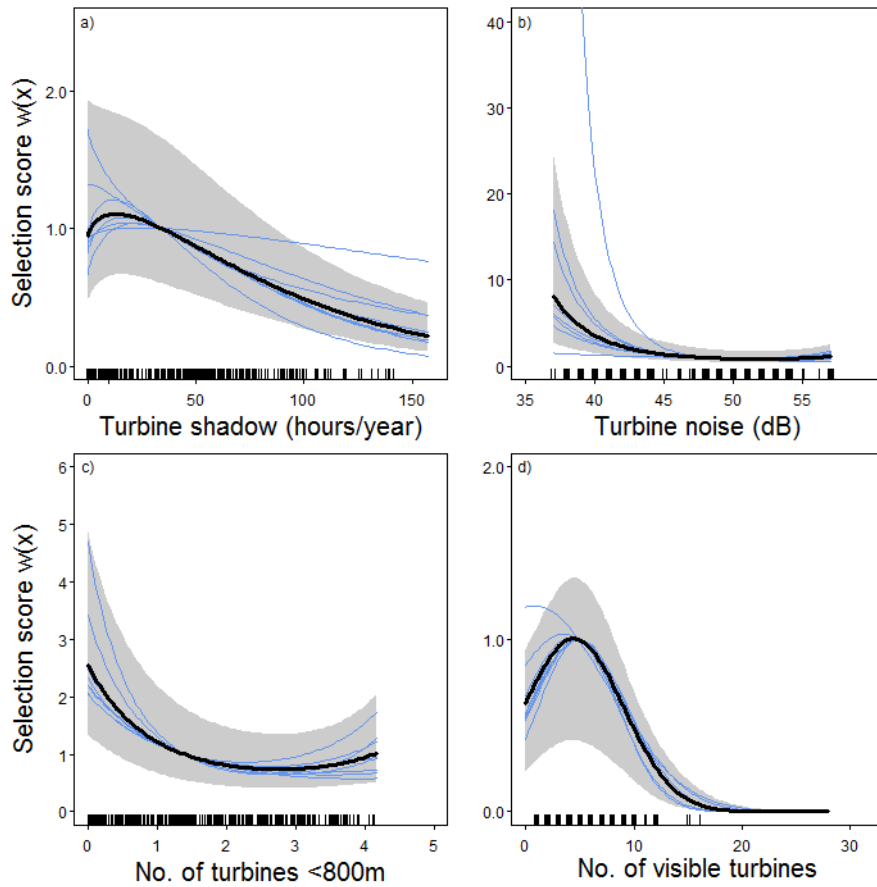 a)
b)
Selection score w(x)
2.0
1.0
0.0
40
30
20
10
0
0 50 100 150
35 40 45 50 55
Turbine shadow (hours/year)
Turbine noise (dB)
c)
d)
Selection score w(x)
6
5
4
3
2
1
0
2.0
1.0
0.0
0 1 2 3 4 5
0 10 20 30
No. of turbines <800m
No. of visible turbines